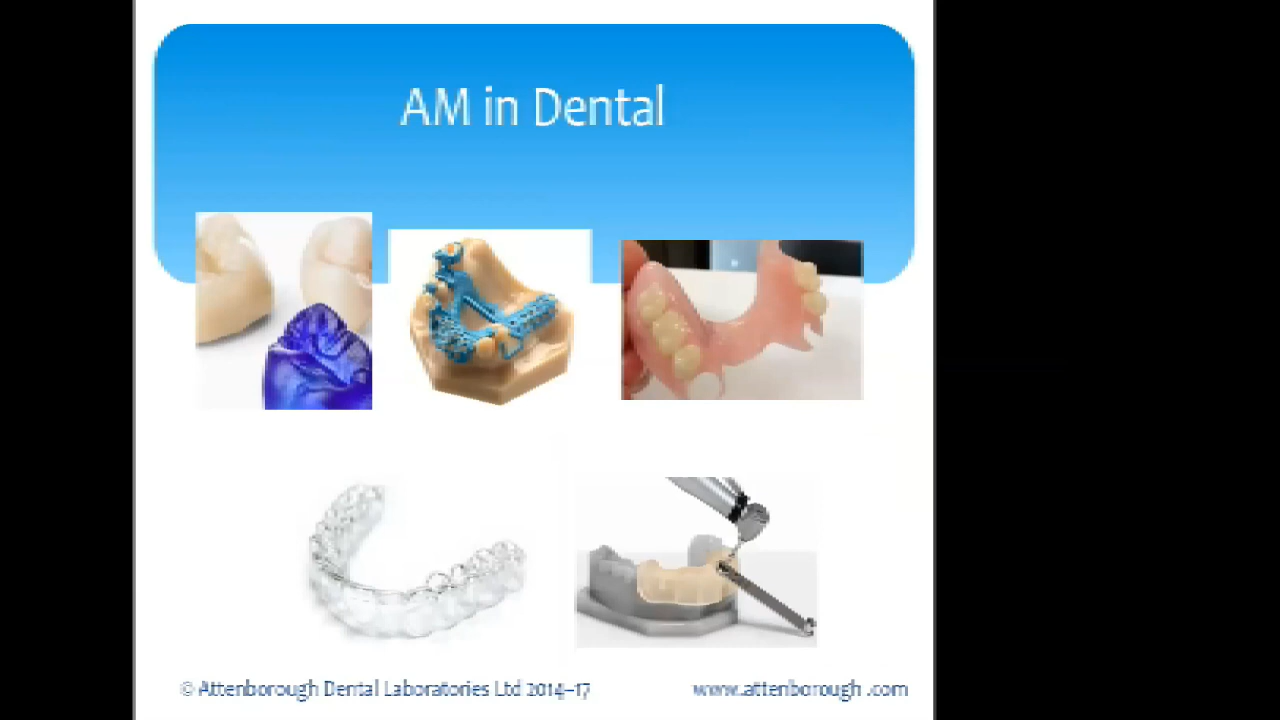 AM in Dental
© Attenborough Dental Laboratories Ltd 2014–17
www.attenborough .com